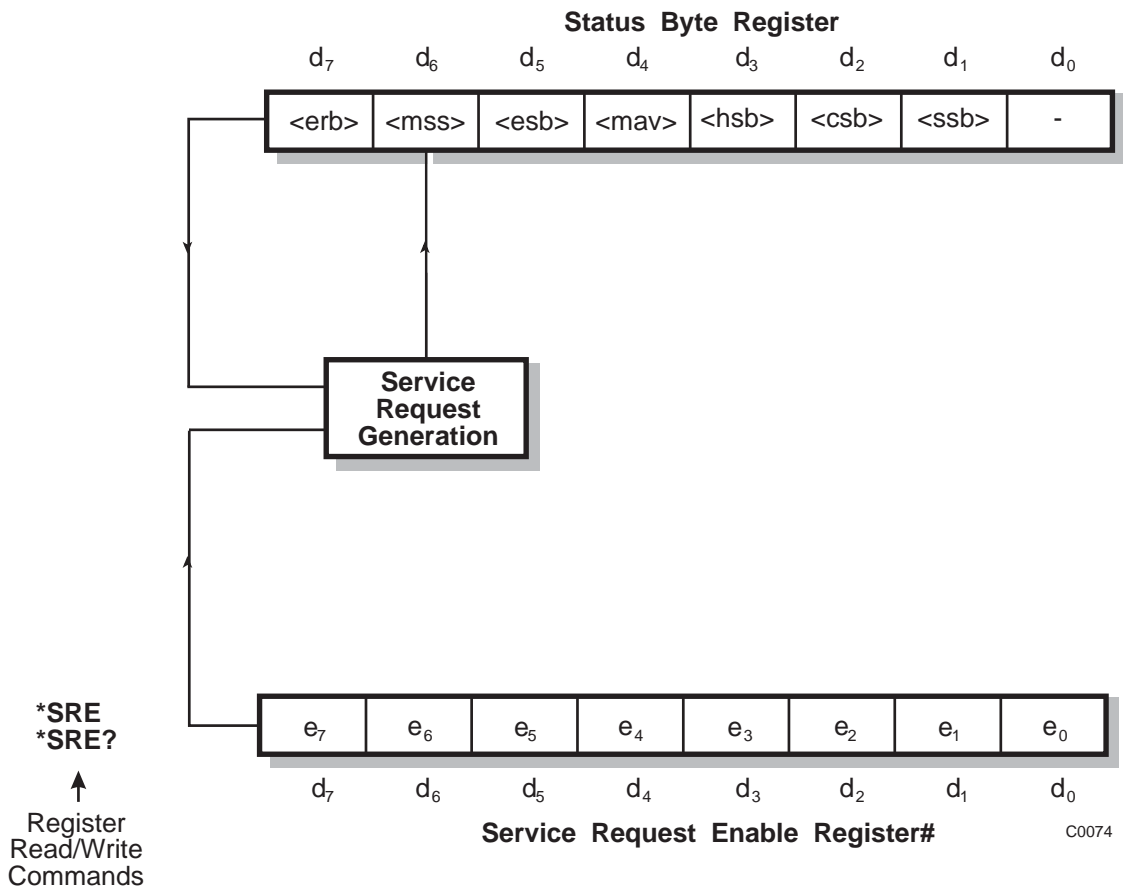 Status Byte Register
d7 d6 d5 d4 d3 d2 d1 d0
<erb> <mss> <esb> <mav> <hsb> <csb> <ssb> -
Service
Request
Generation
*SRE
*SRE?
Register
Read/Write
Commands
e7 e6 e5 e4 e3 e2 e1 e0
d7 d6 d5 d4 d3 d2 d1 d0
Service Request Enable Register#
C0074